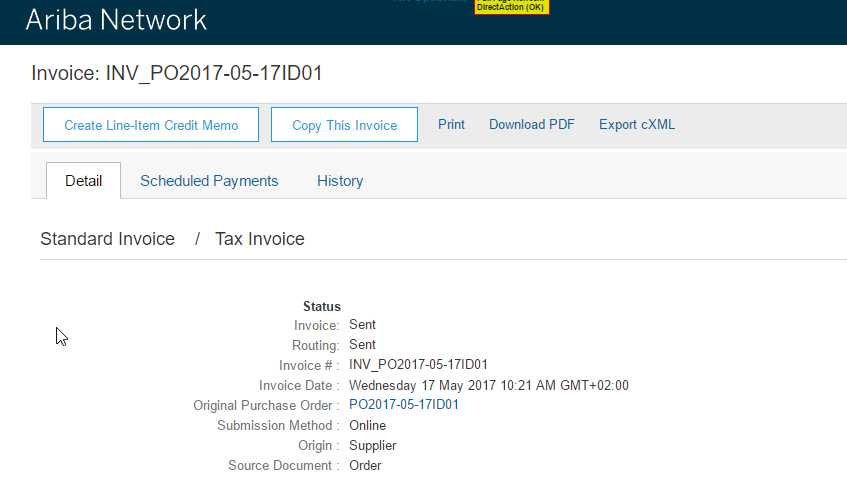 Ariba Network
DirectAction (OK)
Invoice: INV_PO2017-05-17ID01
Create Line-Item Credit Memo
Copy This Invoice
Print
Download PDF
Export cXML
Detail
Scheduled Payments
History
Standard Invoice / Tax Invoice
Status
Invoice: Sent
Routing: Sent
Invoice # : INV_PO2017-05-17ID01
Invoice Date : Wednesday 17 May 2017 10:21 AM GMT+02:00
Original Purchase Order : PO2017-05-17ID01
Submission Method : Online
Origin : Supplier
Source Document : Order